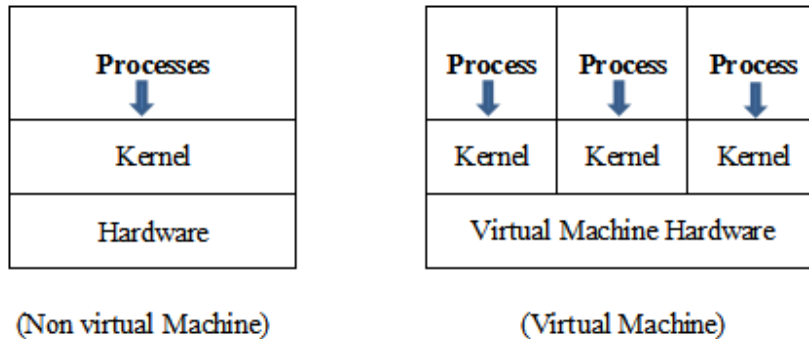 Processes
Kernel
Hardware
(Non virtual Machine)
Process Process Process
Kernel Kernel Kernel
Virtual Machine Hardware
(Virtual Machine)